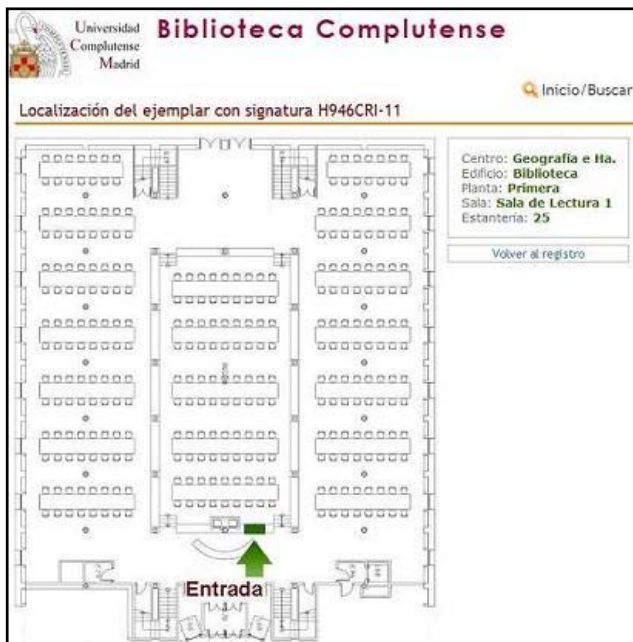 Universidad
Complutense
Madrid
Biblioteca Complutense
Inicio/Buscar
Localización del ejemplar con signatura H946CRI-11
Centro: Geografía e Ha.
Edificio: Biblioteca
Planta: Primera
Sala: Sala de Lectura 1
Estantería: 25
Volver al registro
Entrada